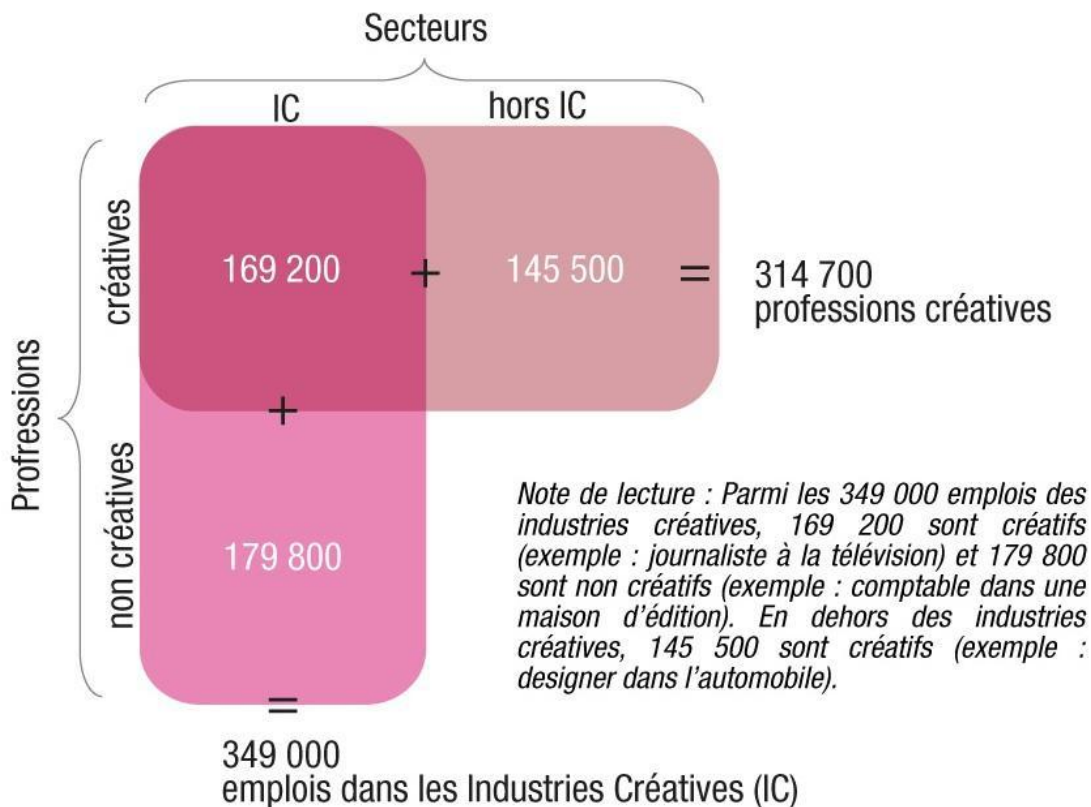 Secteurs
IC hors IC
Profressions
créatives
169 200 + 145 500 = 314 700
professions créatives
+
non créatives
179 800
Note de lecture : Parmi les 349 000 emplois des
industries créatives, 169 200 sont créatifs
(exemple : journaliste à la télévision) et 179 800
sont non créatifs (exemple : comptable dans une
maison d’édition). En dehors des industries
créatives, 145 500 sont créatifs (exemple :
designer dans l’automobile).
=
349 000
emplois dans les Industries Créatives (IC)